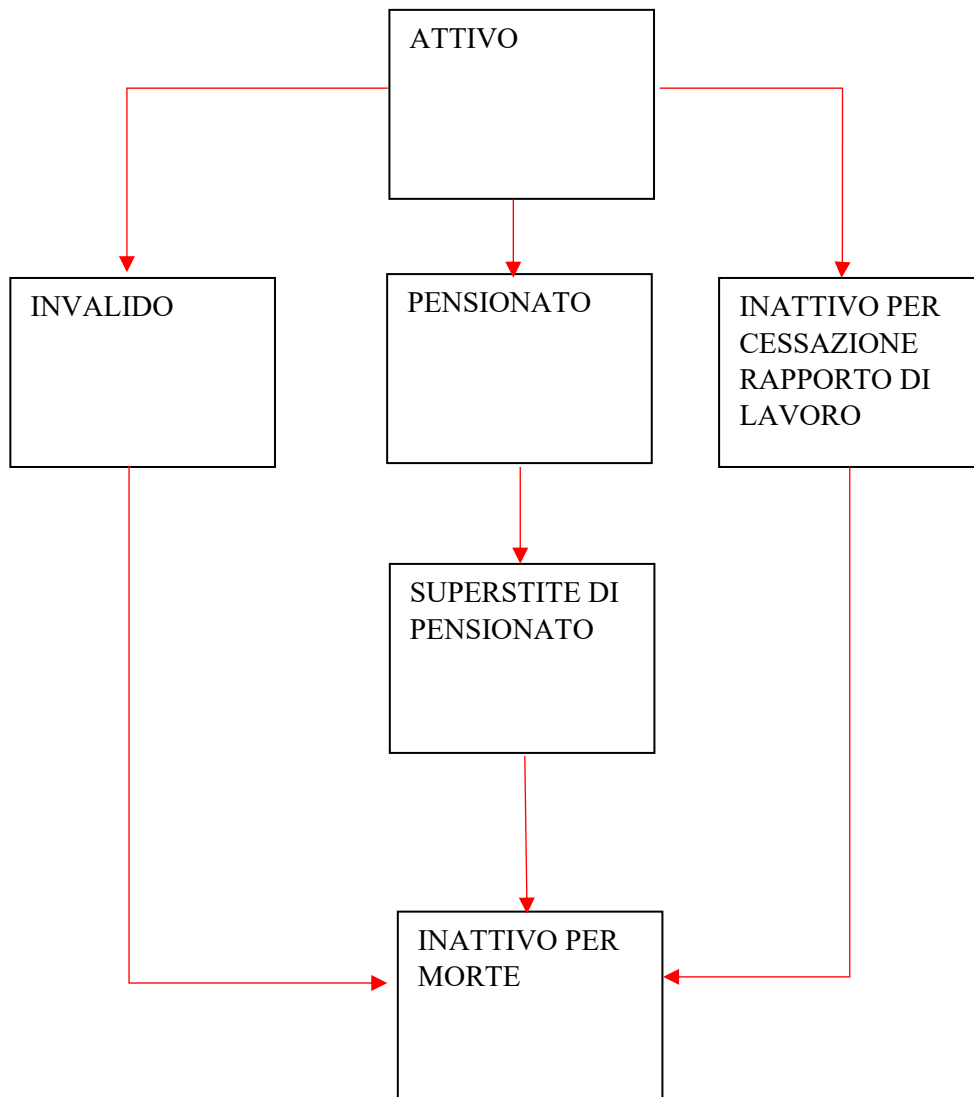 ATTIVO
INVALIDO
PENSIONATO
INATTIVO PER
CESSAZIONE
RAPPORTO DI
LAVORO
SUPERSTITE DI
PENSIONATO
INATTIVO PER
MORTE